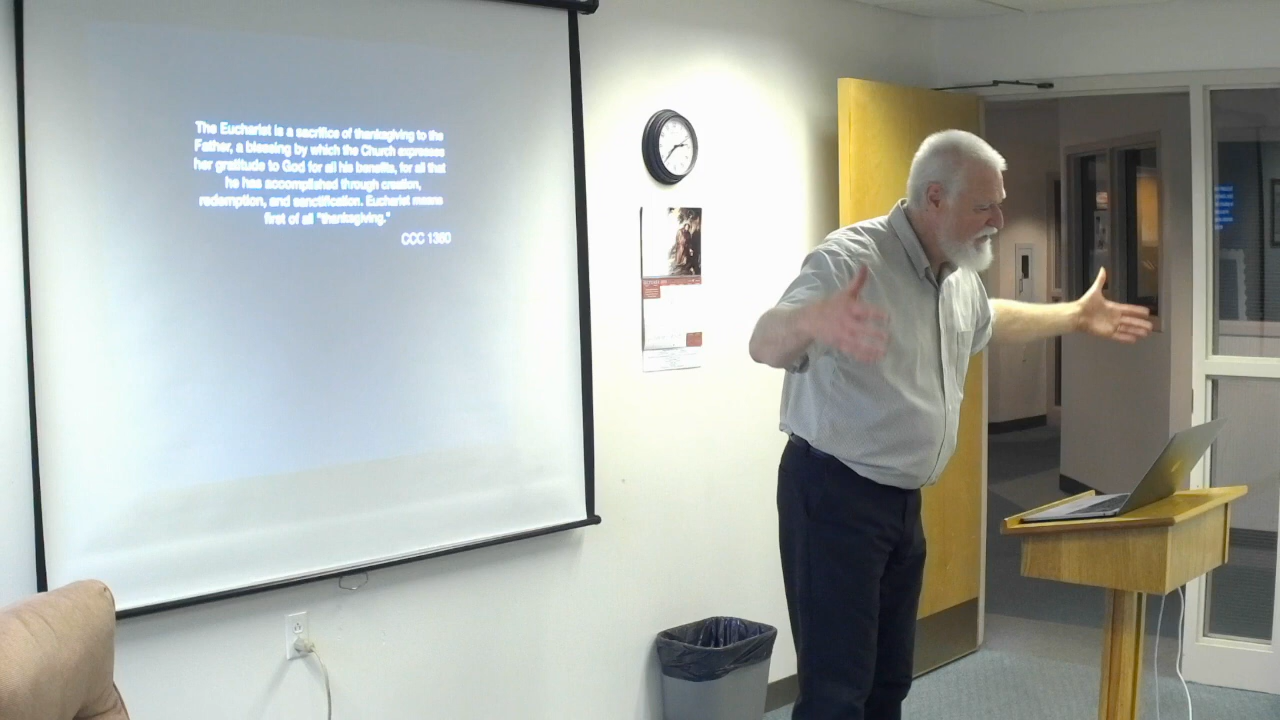 The Eucharist is a sacrifice of thanksgiving to the
Father, a blessing by which the Church expresses
her gratitude to God for all his benefits, for all that
he has accomplished through creation,
redemption, and sanctification. Eucharist means
first of all "thanksgiving."
CCC 1360